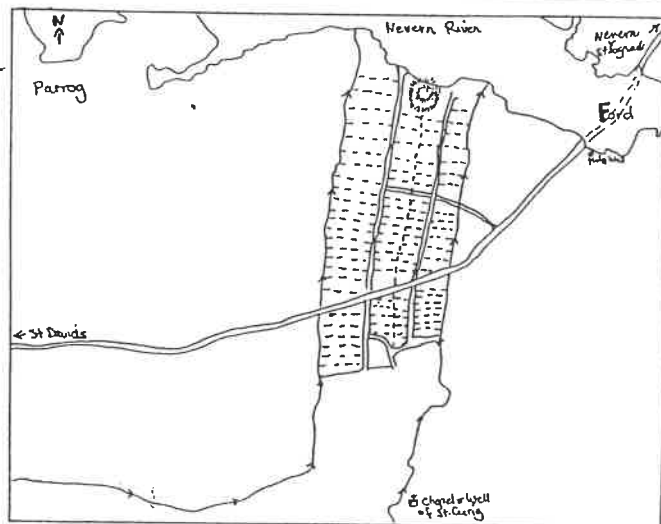 N
Nevern River
Nevern
Parrog
Ford
← St Davids
Chapel & Well
of St. Curig